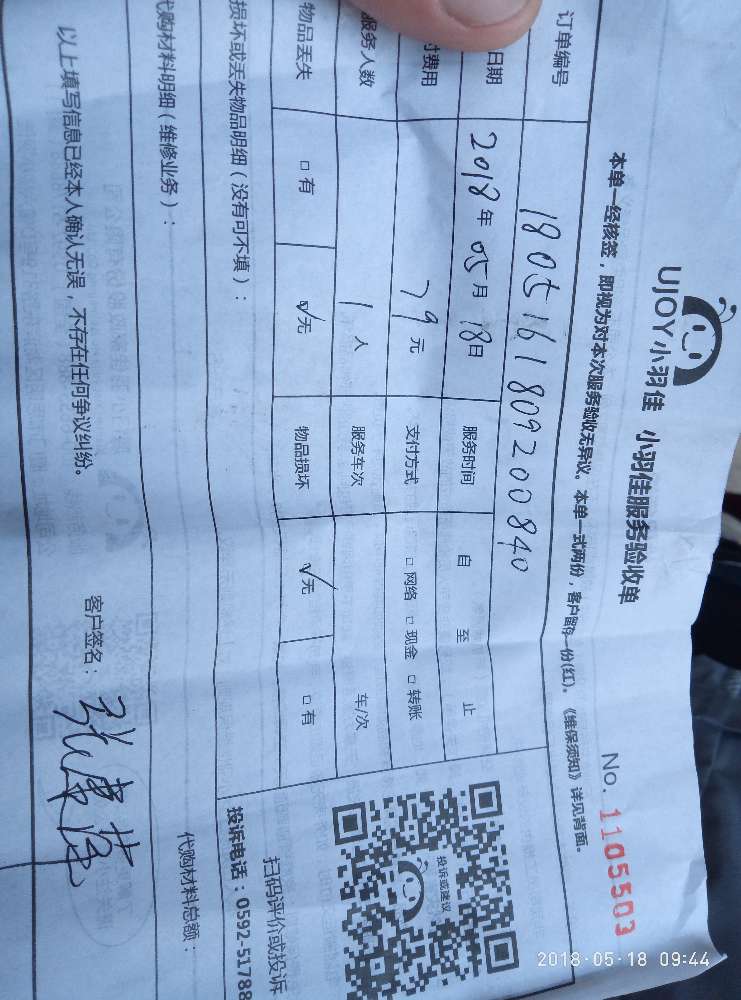 UJOY小羽佳 小羽佳服务验收单
No. 1105503
本单一经核签，即视为对本次服务验收无异议。本单一式两份，客户留存一份(红)。《维保须知》详见背面。
订单编号 1805161809200840
日期 2018年05月18日 服务时间 自 至 止
费用 79元 支付方式 □网络 □现金 □转账
服务人数 1人 服务车次 车/次
物品丢失 □有 ☑无 物品损坏 ☑无 □有
损坏或丢失物品明细（没有可不填）：
投诉或建议
扫码评价或投诉
投诉电话：0592-51788
代购材料明细（维修业务）：
代购材料总额：
以上填写信息已经本人确认无误，不存在任何争议纠纷。
客户签名：
2018-05-18 09:44